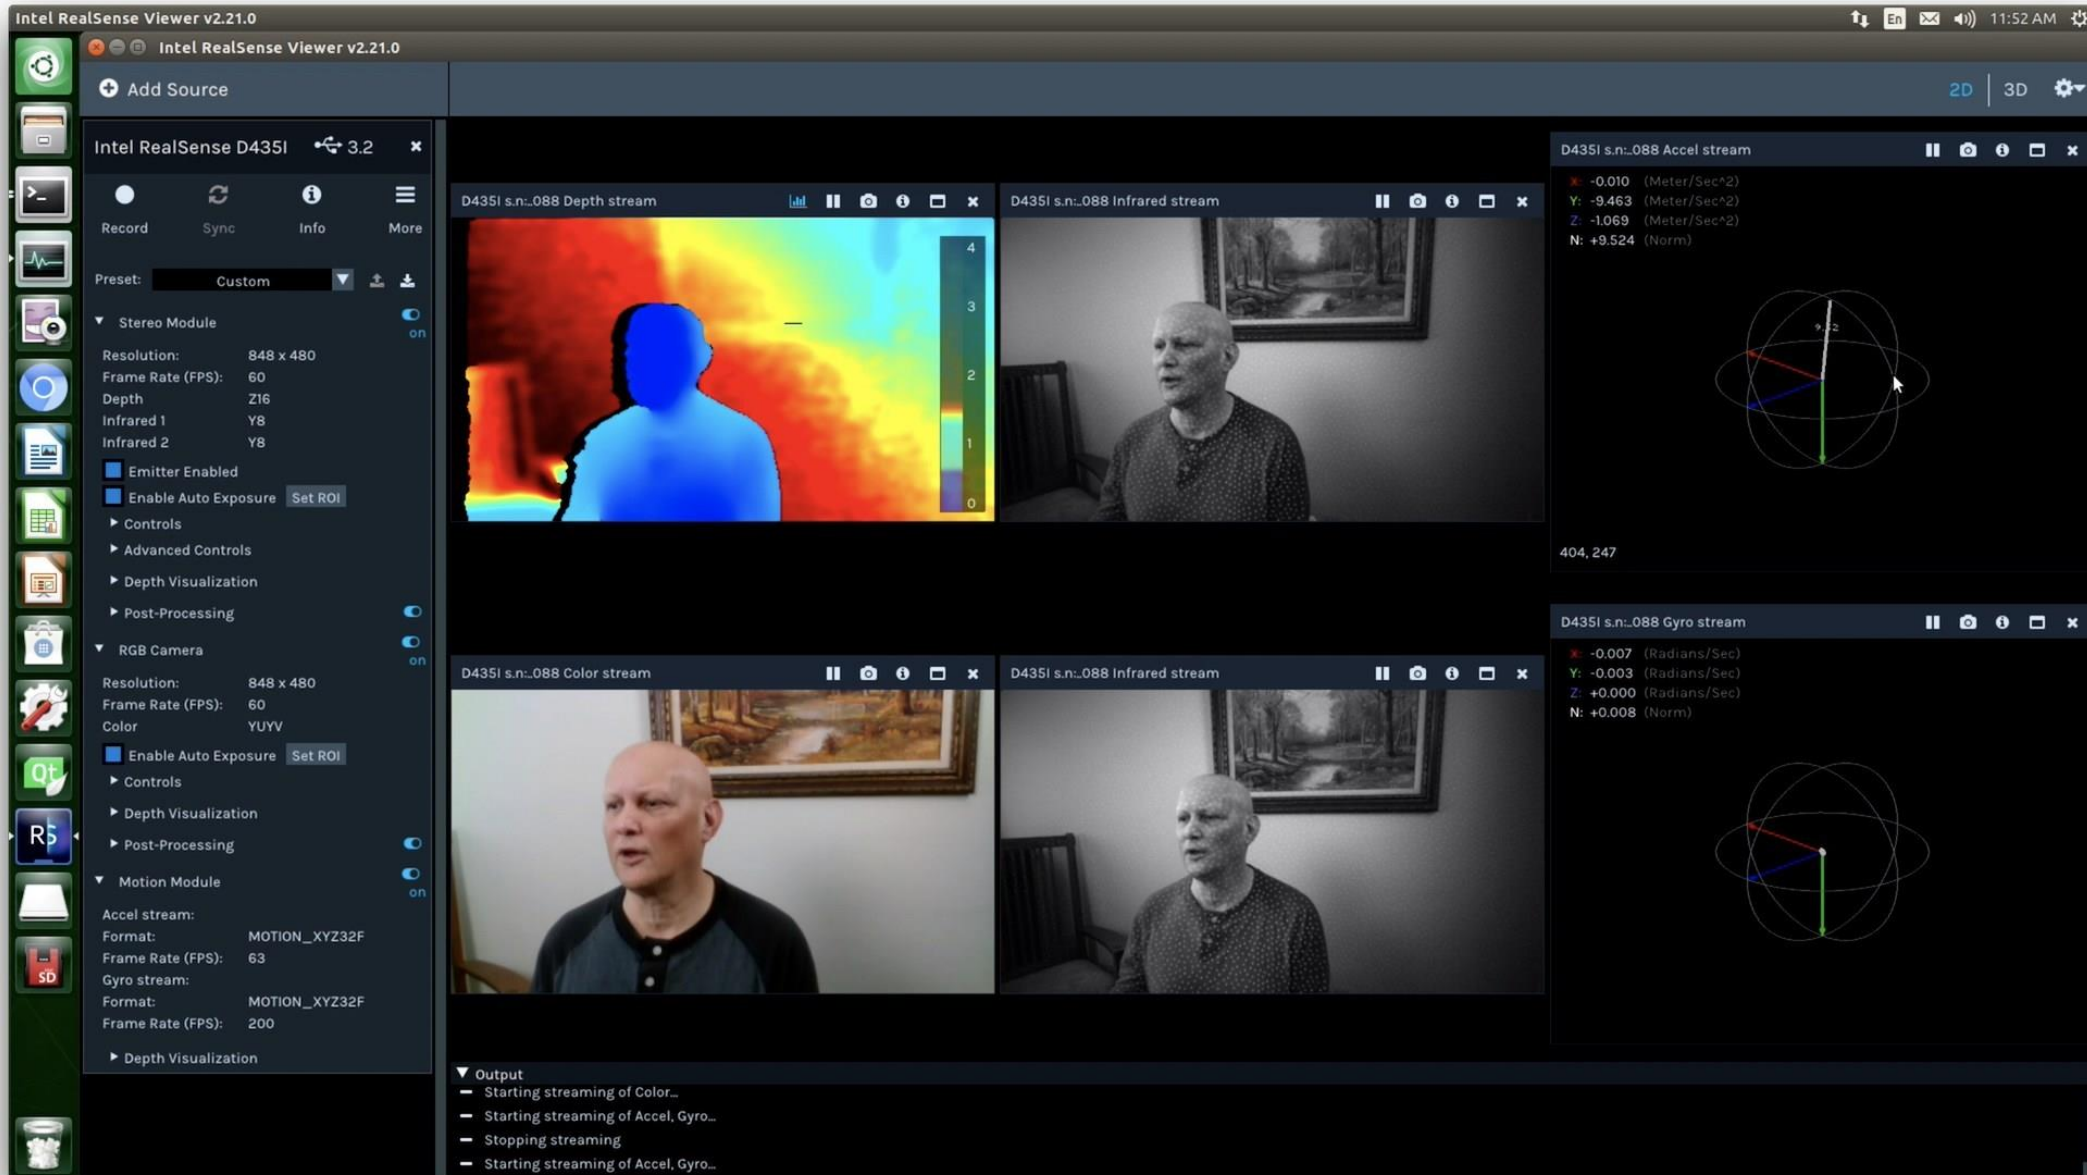 Intel RealSense Viewer v2.21.0
En
11:52 AM
Intel RealSense Viewer v2.21.0
Add Source
2D
3D
Intel RealSense D435I
3.2
Record
Sync
Info
More
Preset:
Custom
Stereo Module
on
Resolution: 848 x 480
Frame Rate (FPS): 60
Depth Z16
Infrared 1 Y8
Infrared 2 Y8
Emitter Enabled
Enable Auto Exposure Set ROI
Controls
Advanced Controls
Depth Visualization
Post-Processing
RGB Camera
on
Resolution: 848 x 480
Frame Rate (FPS): 60
Color YUYV
Enable Auto Exposure Set ROI
Controls
Depth Visualization
Post-Processing
Motion Module
on
Accel stream:
Format: MOTION_XYZ32F
Frame Rate (FPS): 63
Gyro stream:
Format: MOTION_XYZ32F
Frame Rate (FPS): 200
Depth Visualization
D435I s.n:..088 Depth stream
4
3
2
1
0
D435I s.n:..088 Infrared stream
D435I s.n:..088 Accel stream
X: -0.010 (Meter/Sec^2)
Y: -9.463 (Meter/Sec^2)
Z: -1.069 (Meter/Sec^2)
N: +9.524 (Norm)
404, 247
D435I s.n:..088 Color stream
D435I s.n:..088 Infrared stream
D435I s.n:..088 Gyro stream
X: -0.007 (Radians/Sec)
Y: -0.003 (Radians/Sec)
Z: +0.000 (Radians/Sec)
N: +0.008 (Norm)
Output
Starting streaming of Color...
Starting streaming of Accel, Gyro...
Stopping streaming
Starting streaming of Accel, Gyro...
Qt
RS
SD